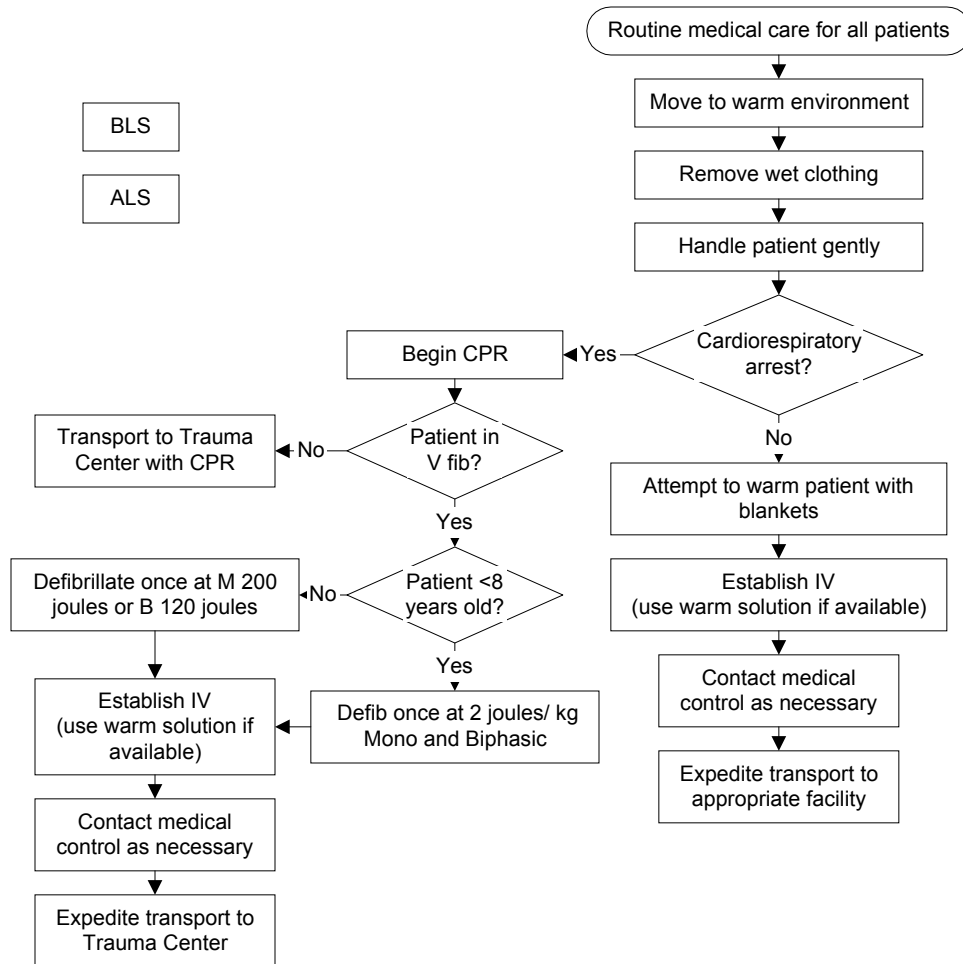 Routine medical care for all patients
BLS
Move to warm environment
ALS
Remove wet clothing
Handle patient gently
Cardiorespiratory
arrest?
Yes
Begin CPR
No
Patient in
V fib?
No
Transport to Trauma
Center with CPR
Yes
Patient <8
years old?
No
Defibrillate once at M 200
joules or B 120 joules
Yes
Defib once at 2 joules/ kg
Mono and Biphasic
Establish IV
(use warm solution if
available)
Contact medical
control as necessary
Expedite transport to
Trauma Center
Attempt to warm patient with
blankets
Establish IV
(use warm solution if available)
Contact medical
control as necessary
Expedite transport to
appropriate facility